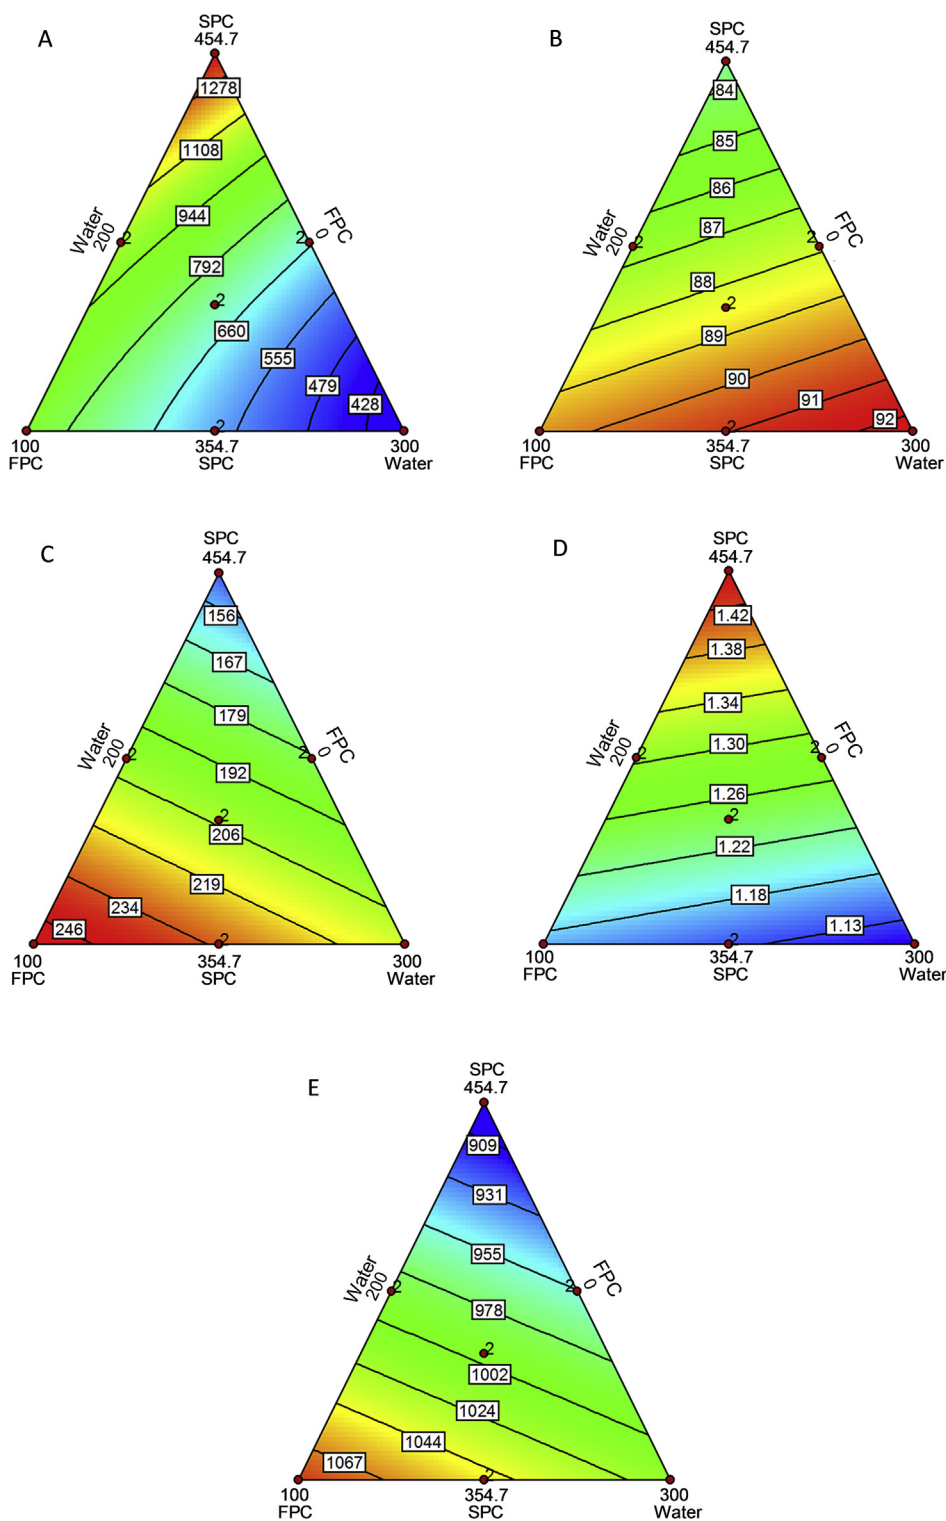 A
SPC
454.7
1278
1108
944
792
660
555
479
428
Water
200
2
FPC
0
2
2
2
100
FPC
354.7
SPC
300
Water
B
SPC
454.7
84
85
86
87
88
89
90
91
92
Water
200
2
FPC
0
2
2
2
100
FPC
354.7
SPC
300
Water
C
SPC
454.7
156
167
179
192
206
219
234
246
Water
200
2
FPC
0
2
2
2
100
FPC
354.7
SPC
300
Water
D
SPC
454.7
1.42
1.38
1.34
1.30
1.26
1.22
1.18
1.13
Water
200
2
FPC
0
2
2
2
100
FPC
354.7
SPC
300
Water
E
SPC
454.7
909
931
955
978
1002
1024
1044
1067
Water
200
2
FPC
0
2
2
2
100
FPC
354.7
SPC
300
Water